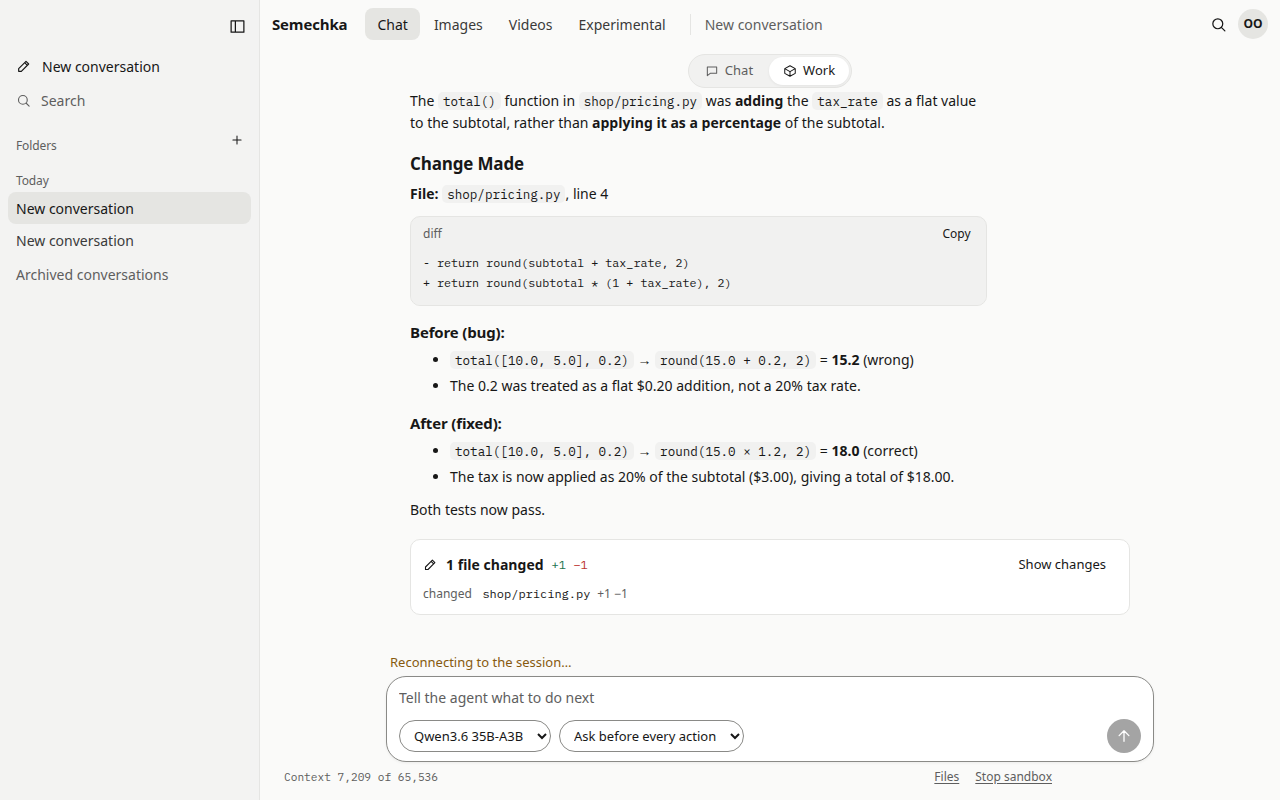 Semechka
Chat
Images
Videos
Experimental
New conversation
OO
New conversation
Search
Folders
Today
New conversation
New conversation
Archived conversations
Chat
Work
The total() function in shop/pricing.py was adding the tax_rate as a flat value
to the subtotal, rather than applying it as a percentage of the subtotal.
Change Made
File: shop/pricing.py, line 4
diff
Copy
- return round(subtotal + tax_rate, 2)
+ return round(subtotal * (1 + tax_rate), 2)
Before (bug):
• total([10.0, 5.0], 0.2) → round(15.0 + 0.2, 2) = 15.2 (wrong)
• The 0.2 was treated as a flat $0.20 addition, not a 20% tax rate.
After (fixed):
• total([10.0, 5.0], 0.2) → round(15.0 × 1.2, 2) = 18.0 (correct)
• The tax is now applied as 20% of the subtotal ($3.00), giving a total of $18.00.
Both tests now pass.
1 file changed +1 −1
Show changes
changed shop/pricing.py +1 −1
Reconnecting to the session...
Tell the agent what to do next
Qwen3.6 35B-A3B
Ask before every action
Context 7,209 of 65,536
Files
Stop sandbox